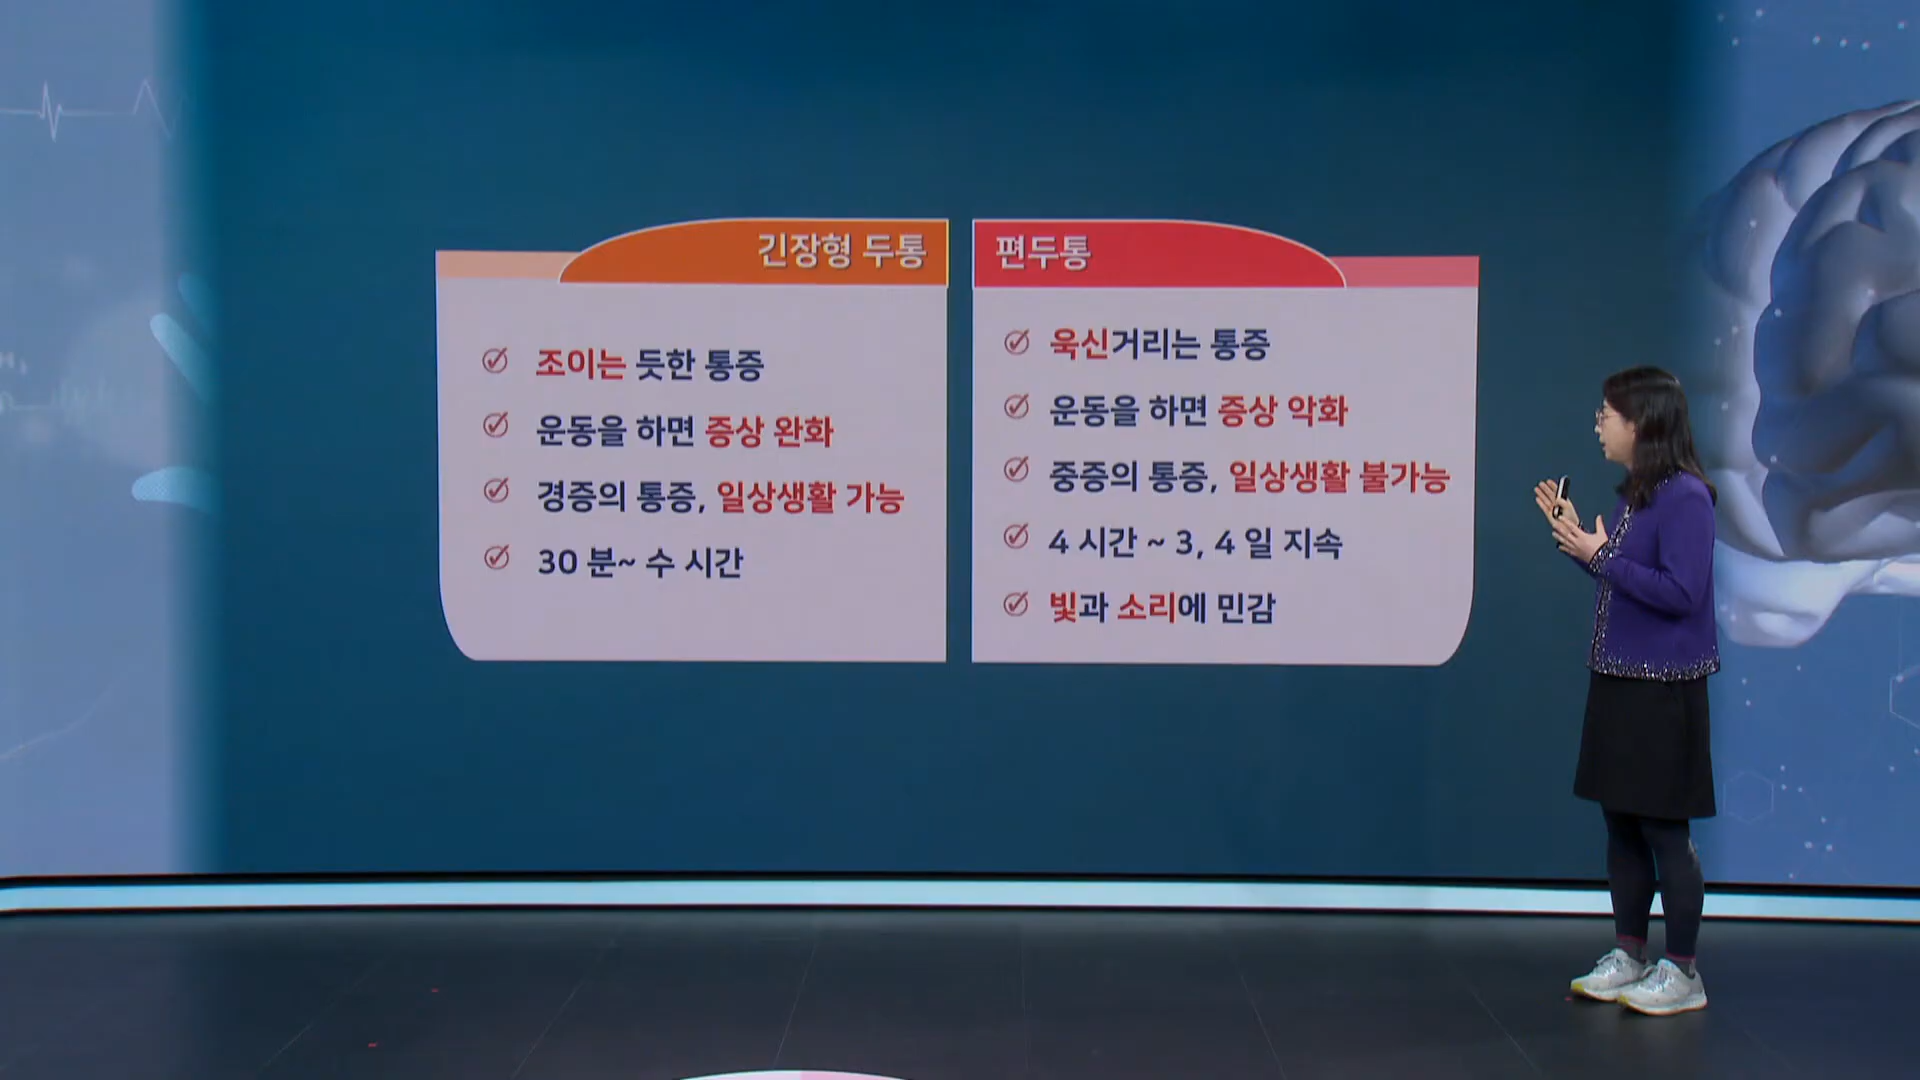 긴장형 두통
조이는 듯한 통증
운동을 하면 증상 완화
경증의 통증, 일상생활 가능
30 분~ 수 시간
편두통
욱신거리는 통증
운동을 하면 증상 악화
중증의 통증, 일상생활 불가능
4 시간 ~ 3, 4 일 지속
빛과 소리에 민감